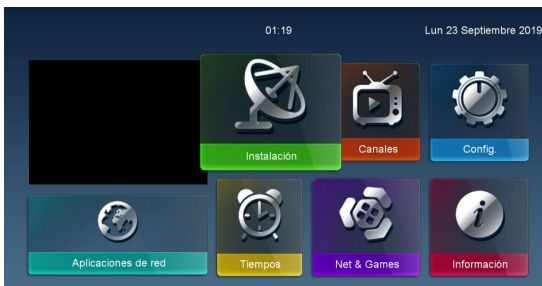 01:19
Lun 23 Septiembre 2019
Instalación
Canales
Config.
Aplicaciones de red
Tiempos
Net & Games
Información